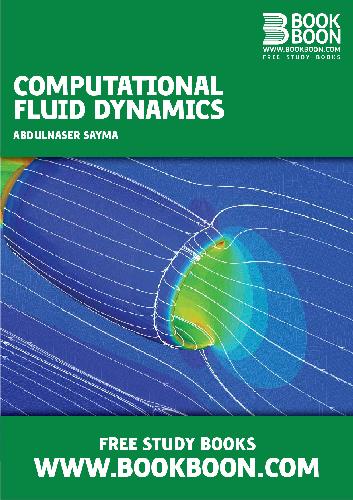 BOOK
BOON
WWW.BOOKBOON.COM
FREE STUDY BOOKS
COMPUTATIONAL
FLUID DYNAMICS
ABDULNASER SAYMA
FREE STUDY BOOKS
WWW.BOOKBOON.COM